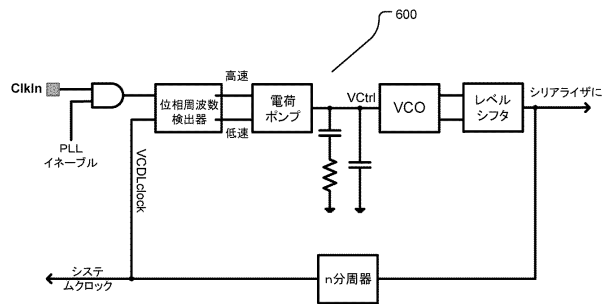 600
ClkIn
PLL
イネーブル
位相周波数
検出器
高速
低速
電荷
ポンプ
VCtrl
VCO
レベル
シフタ
シリアライザに
VCDLclock
システ
ムクロック
n分周器